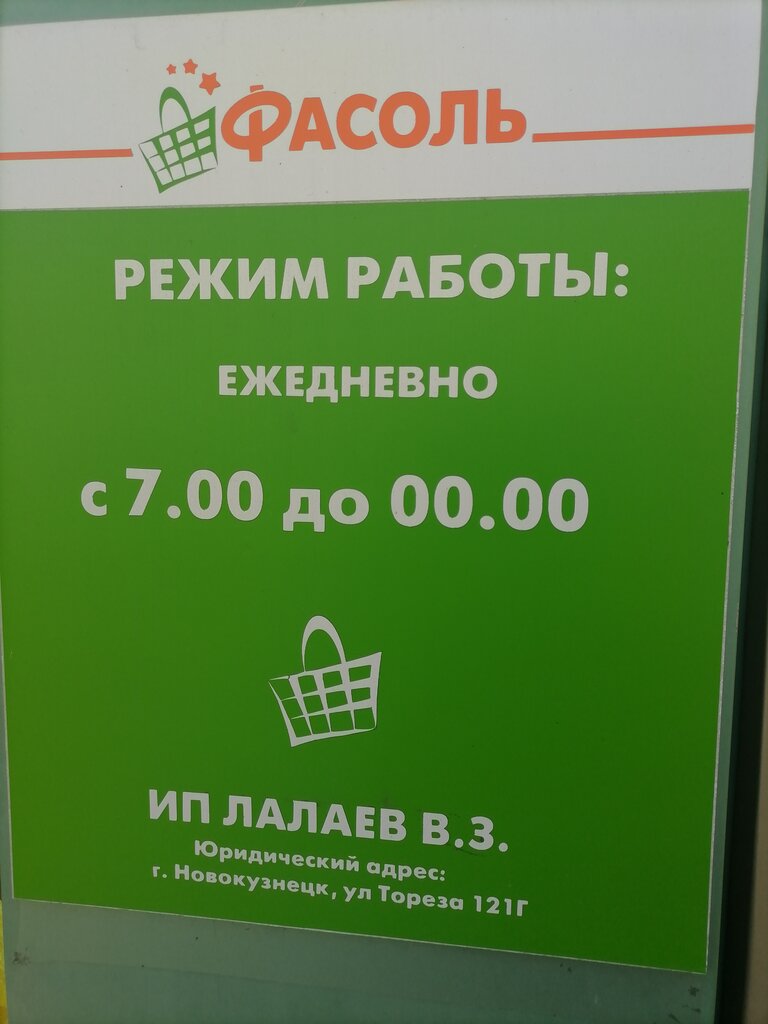 ФАСОЛЬ
РЕЖИМ РАБОТЫ:
ЕЖЕДНЕВНО
с 7.00 до 00.00
ИП ЛАЛАЕВ В.З.
Юридический адрес:
г. Новокузнецк, ул Тореза 121Г